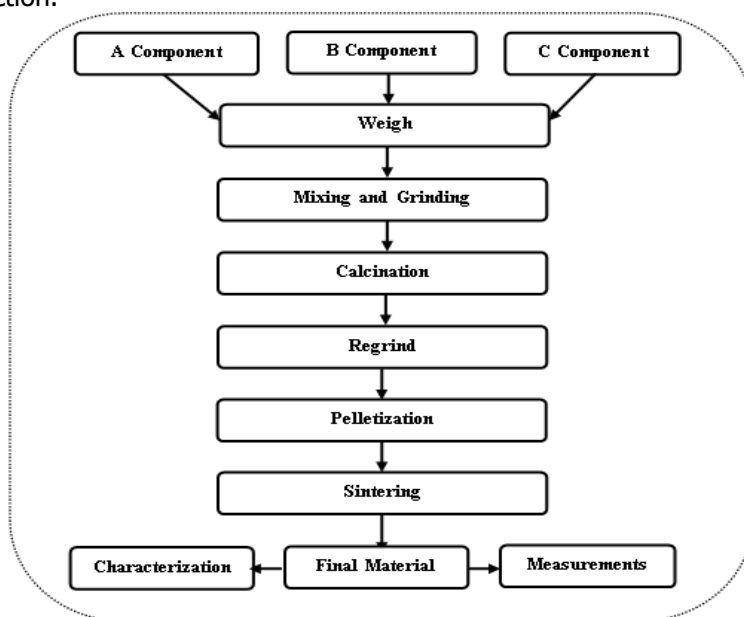 A Component
B Component
C Component
Weigh
Mixing and Grinding
Calcination
Regrind
Pelletization
Sintering
Characterization
Final Material
Measurements